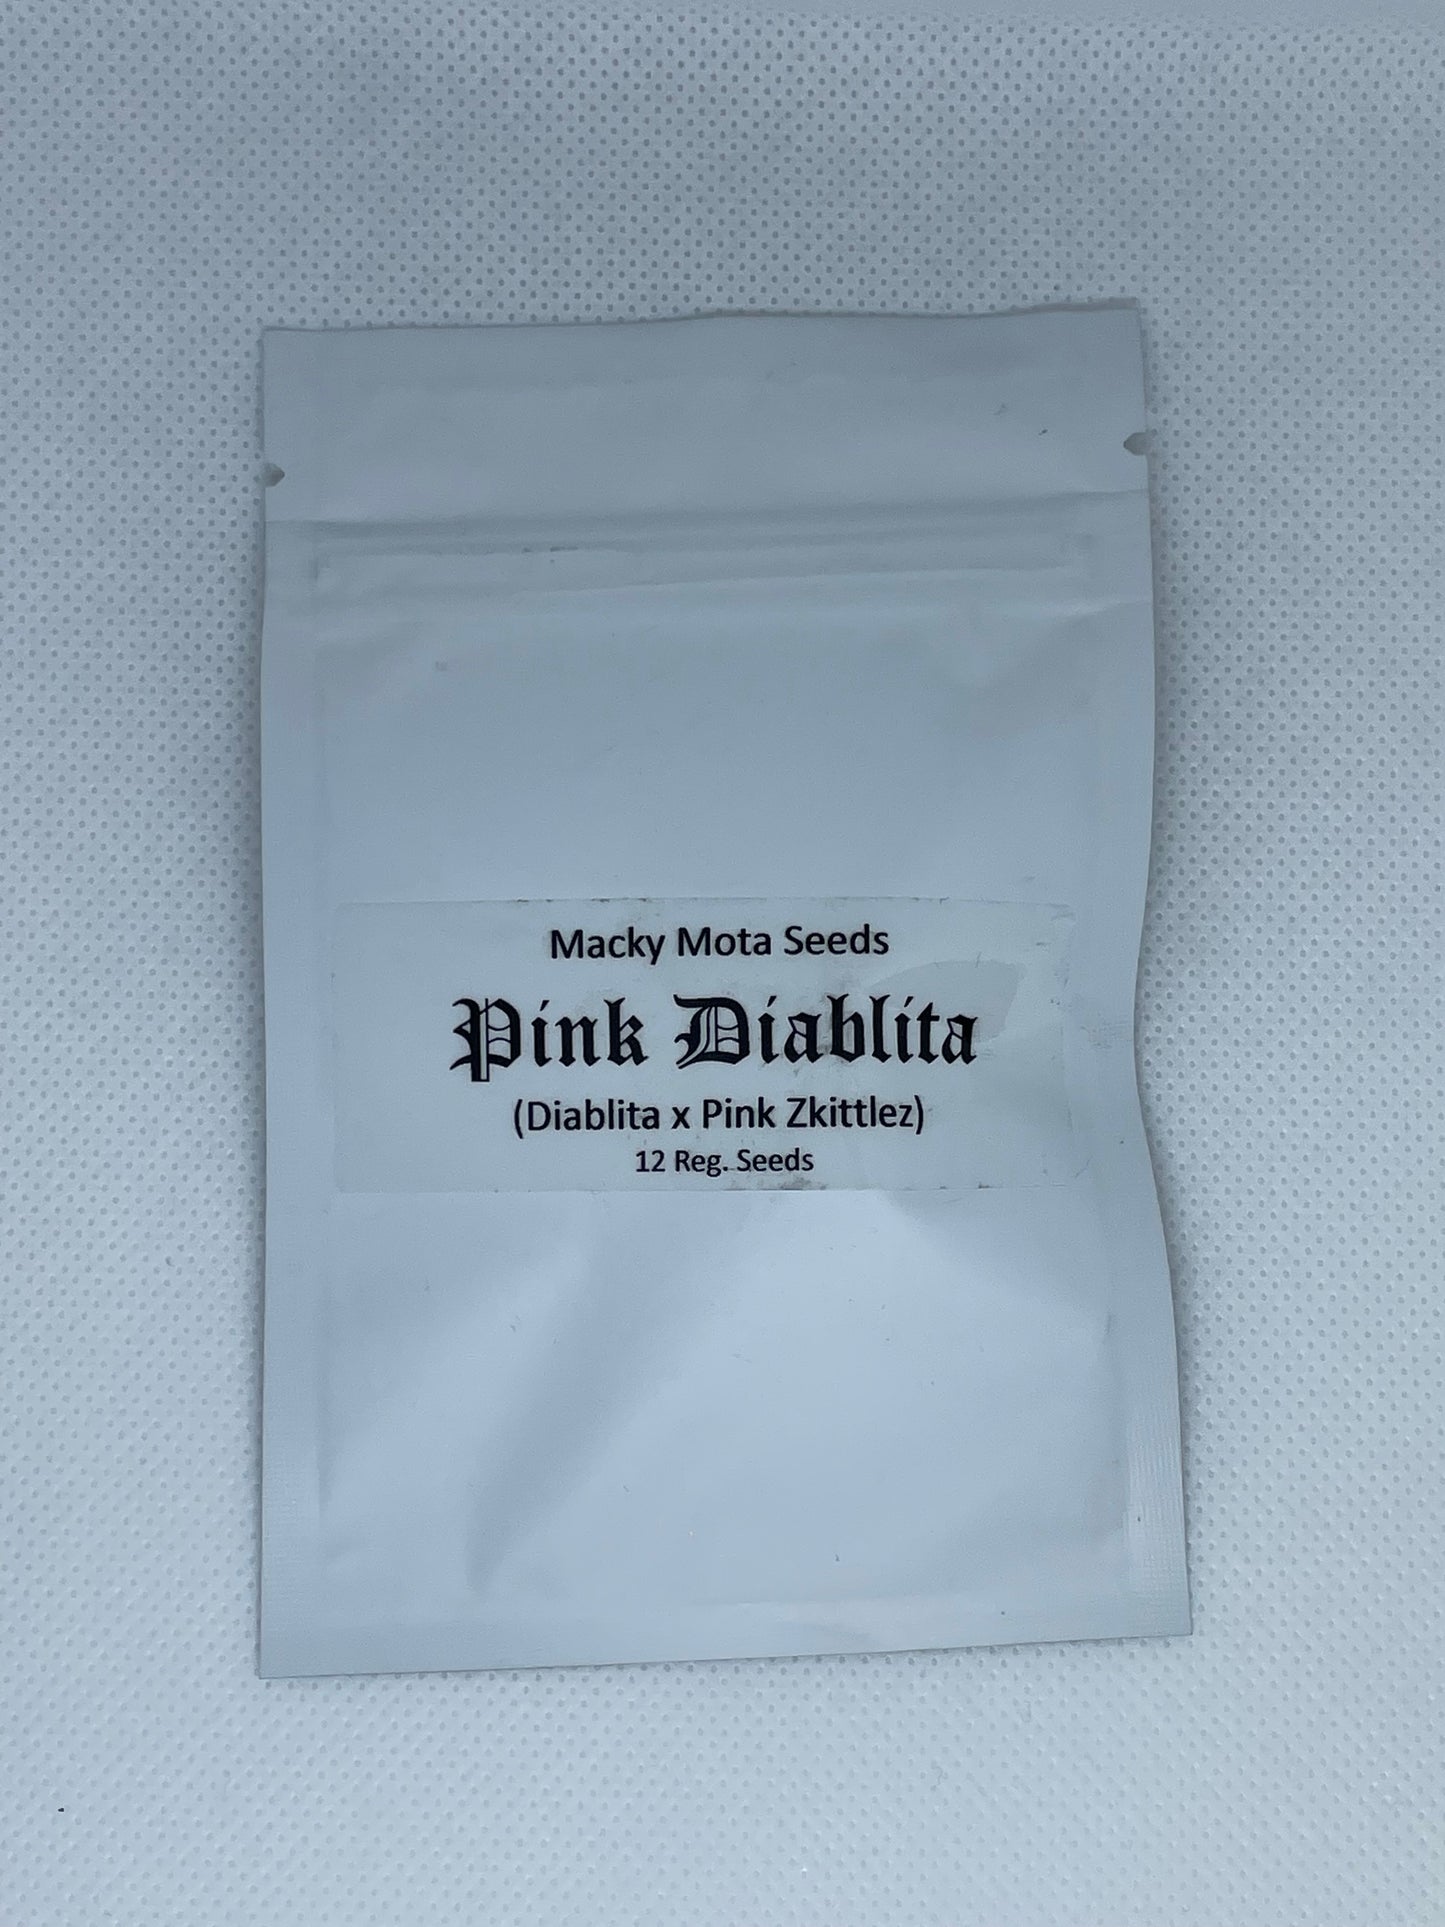 Macky Mota Seeds
Pink Diablita
(Diablita x Pink Zkittlez)
12 Reg. Seeds